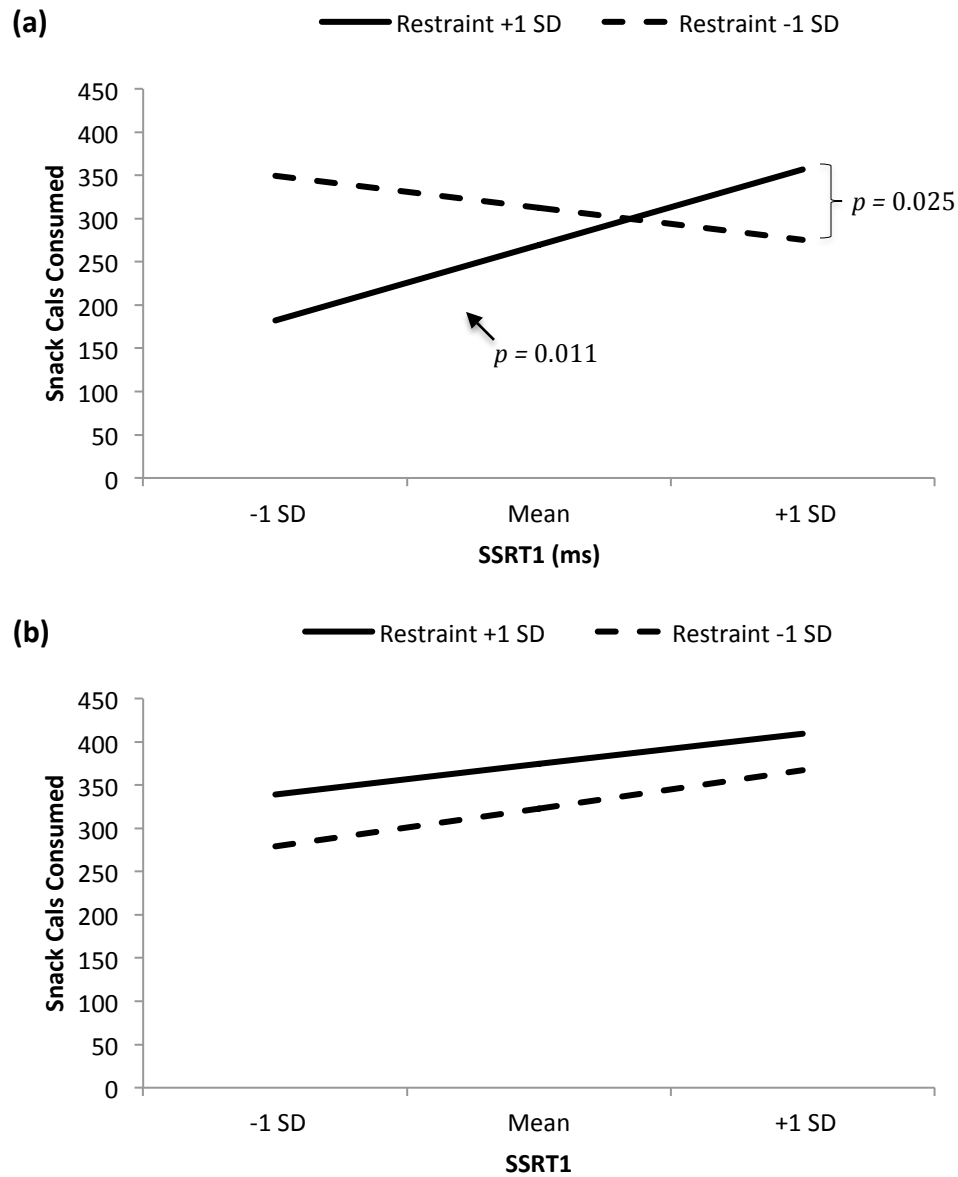 (a)
Restraint +1 SD
Restraint -1 SD
450
400
350
300
250
200
150
100
50
0
Snack Cals Consumed
p = 0.025
p = 0.011
-1 SD
Mean
+1 SD
SSRT1 (ms)
(b)
Restraint +1 SD
Restraint -1 SD
450
400
350
300
250
200
150
100
50
0
Snack Cals Consumed
-1 SD
Mean
+1 SD
SSRT1